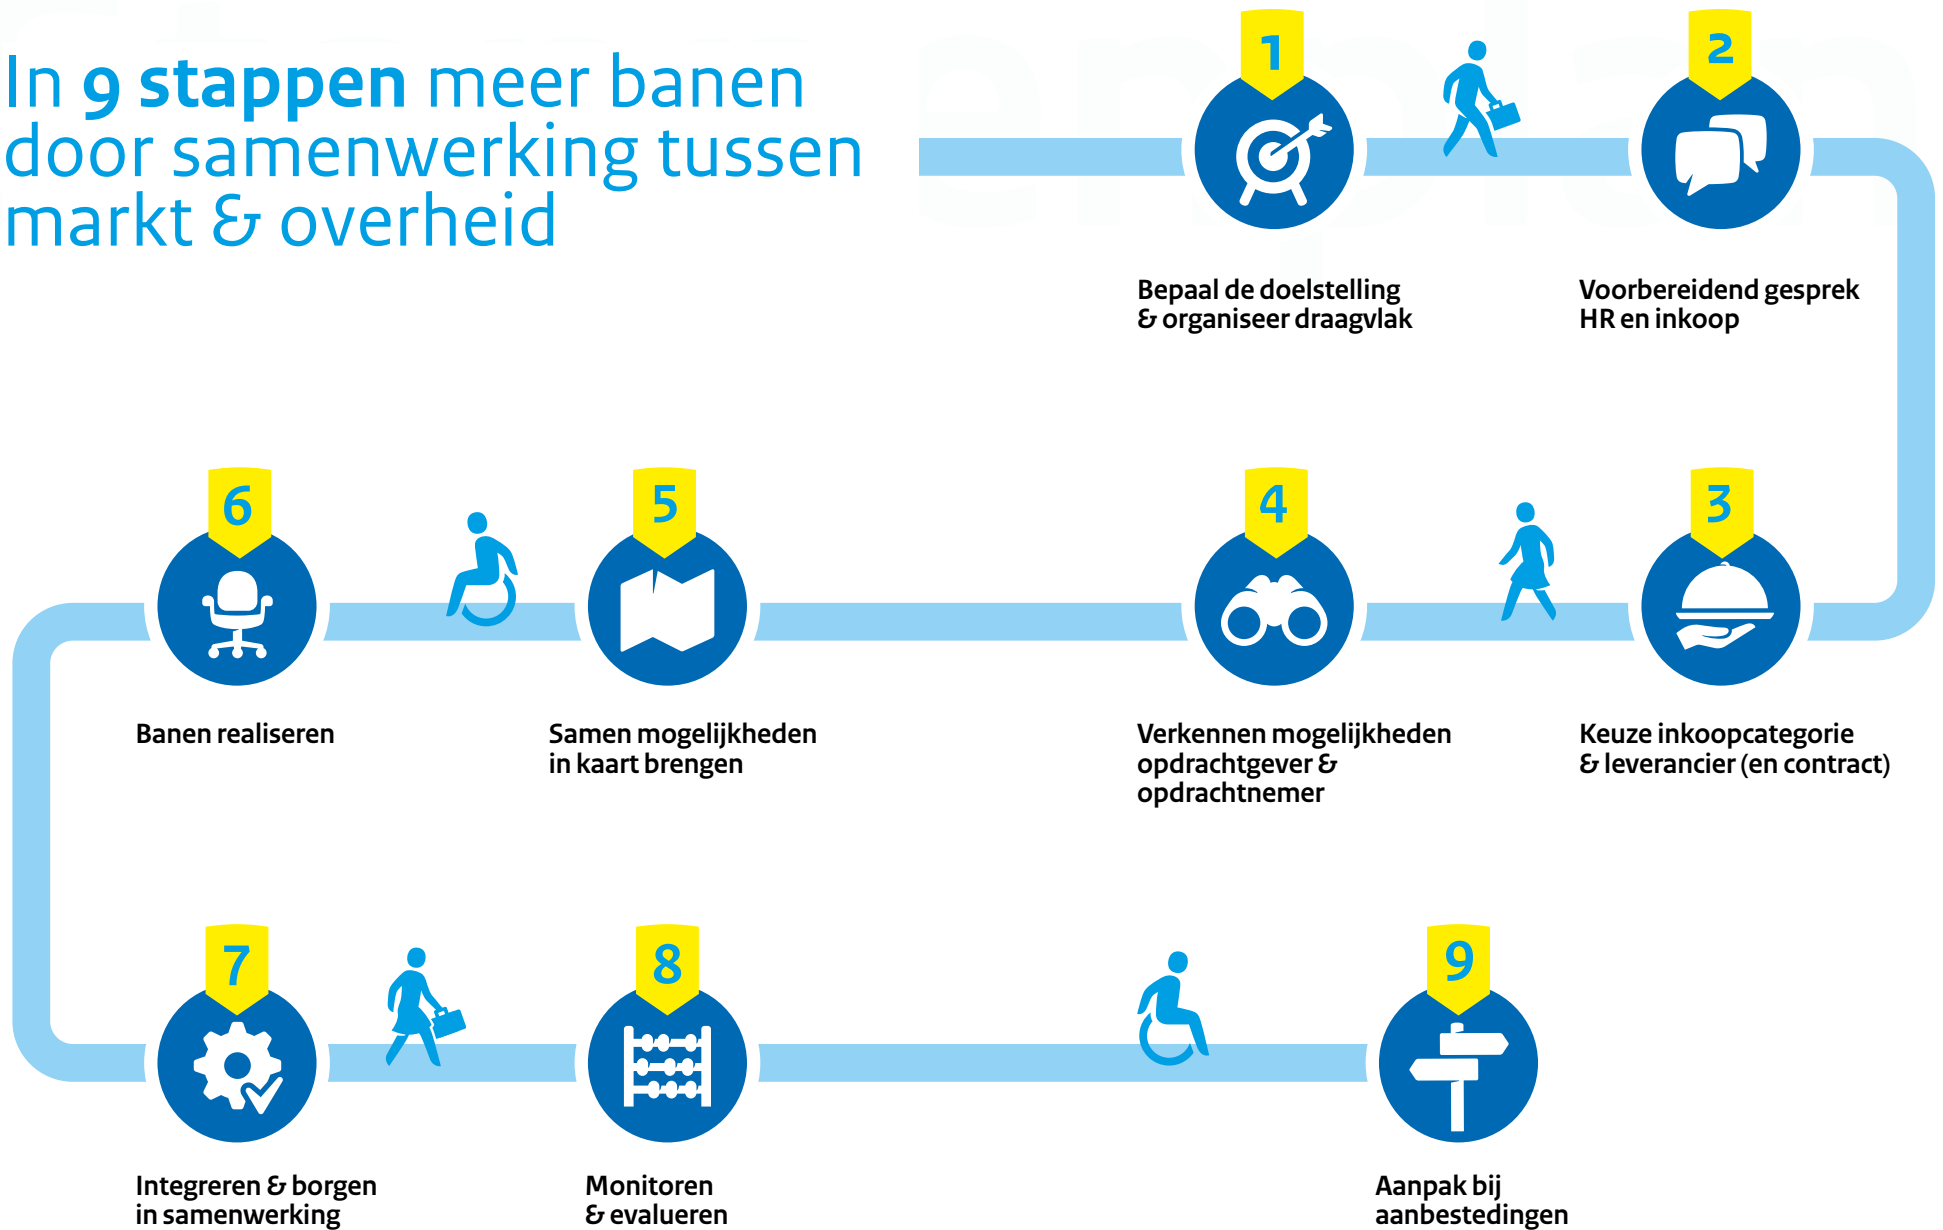 In 9 stappen meer banen
door samenwerking tussen
markt & overheid
1
Bepaal de doelstelling
& organiseer draagvlak
2
Voorbereidend gesprek
HR en inkoop
3
Keuze inkoopcategorie
& leverancier (en contract)
4
Verkennen mogelijkheden
opdrachtgever &
opdrachtnemer
5
Samen mogelijkheden
in kaart brengen
6
Banen realiseren
7
Integreren & borgen
in samenwerking
8
Monitoren
& evalueren
9
Aanpak bij
aanbestedingen